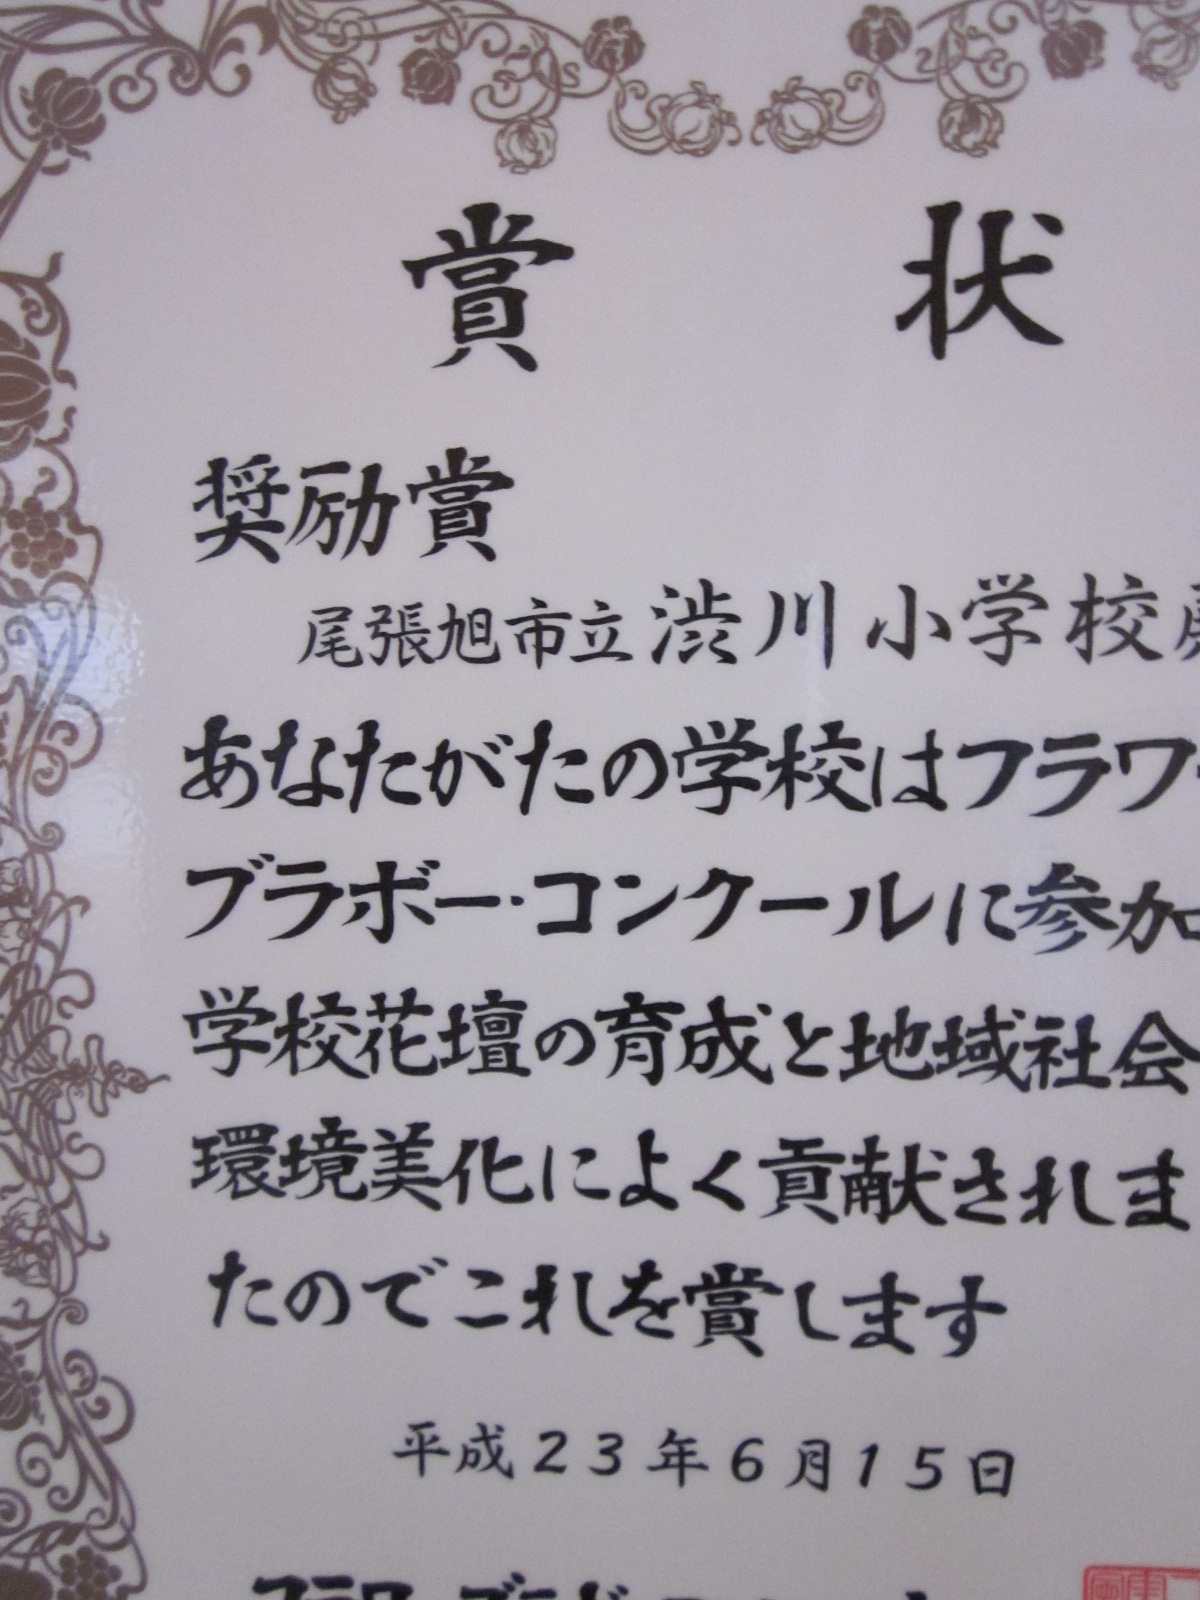 賞状
奨励賞
尾張旭市立渋川小学校
あなたがたの学校はフラワ
ブラボー・コンクールに参加
学校花壇の育成と地域社会
環境美化によく貢献されま
たのでこれを賞します
平成23年6月15日